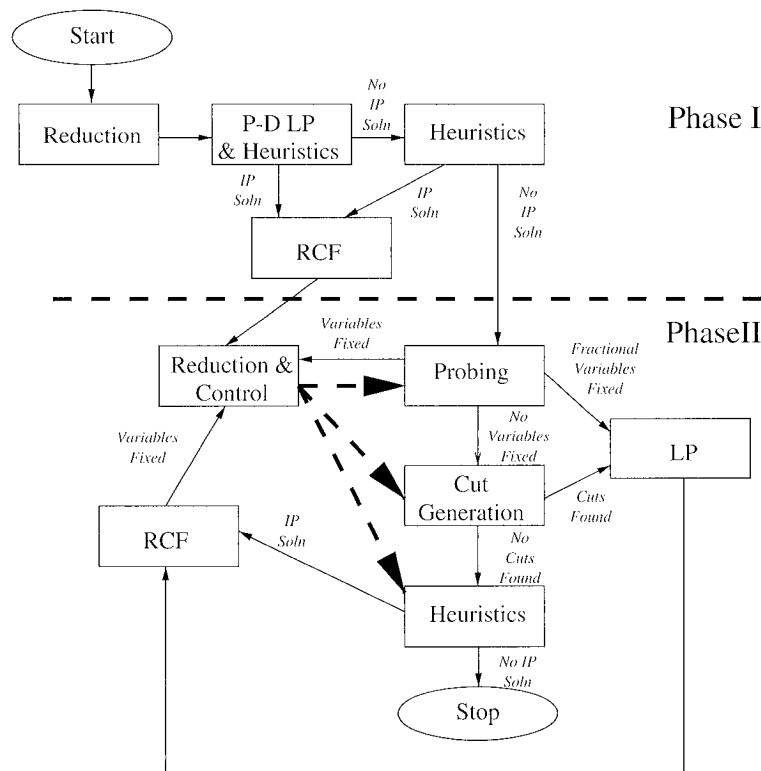 Start
Phase I
Reduction
P-D LP
& Heuristics
No
IP
Soln
Heuristics
IP
Soln
IP
Soln
No
IP
Soln
RCF
PhaseII
Reduction &
Control
Variables
Fixed
Probing
Fractional
Variables
Fixed
No
Variables
Fixed
LP
Variables
Fixed
Cut
Generation
Cuts
Found
RCF
IP
Soln
No
Cuts
Found
Heuristics
No IP
Soln
Stop